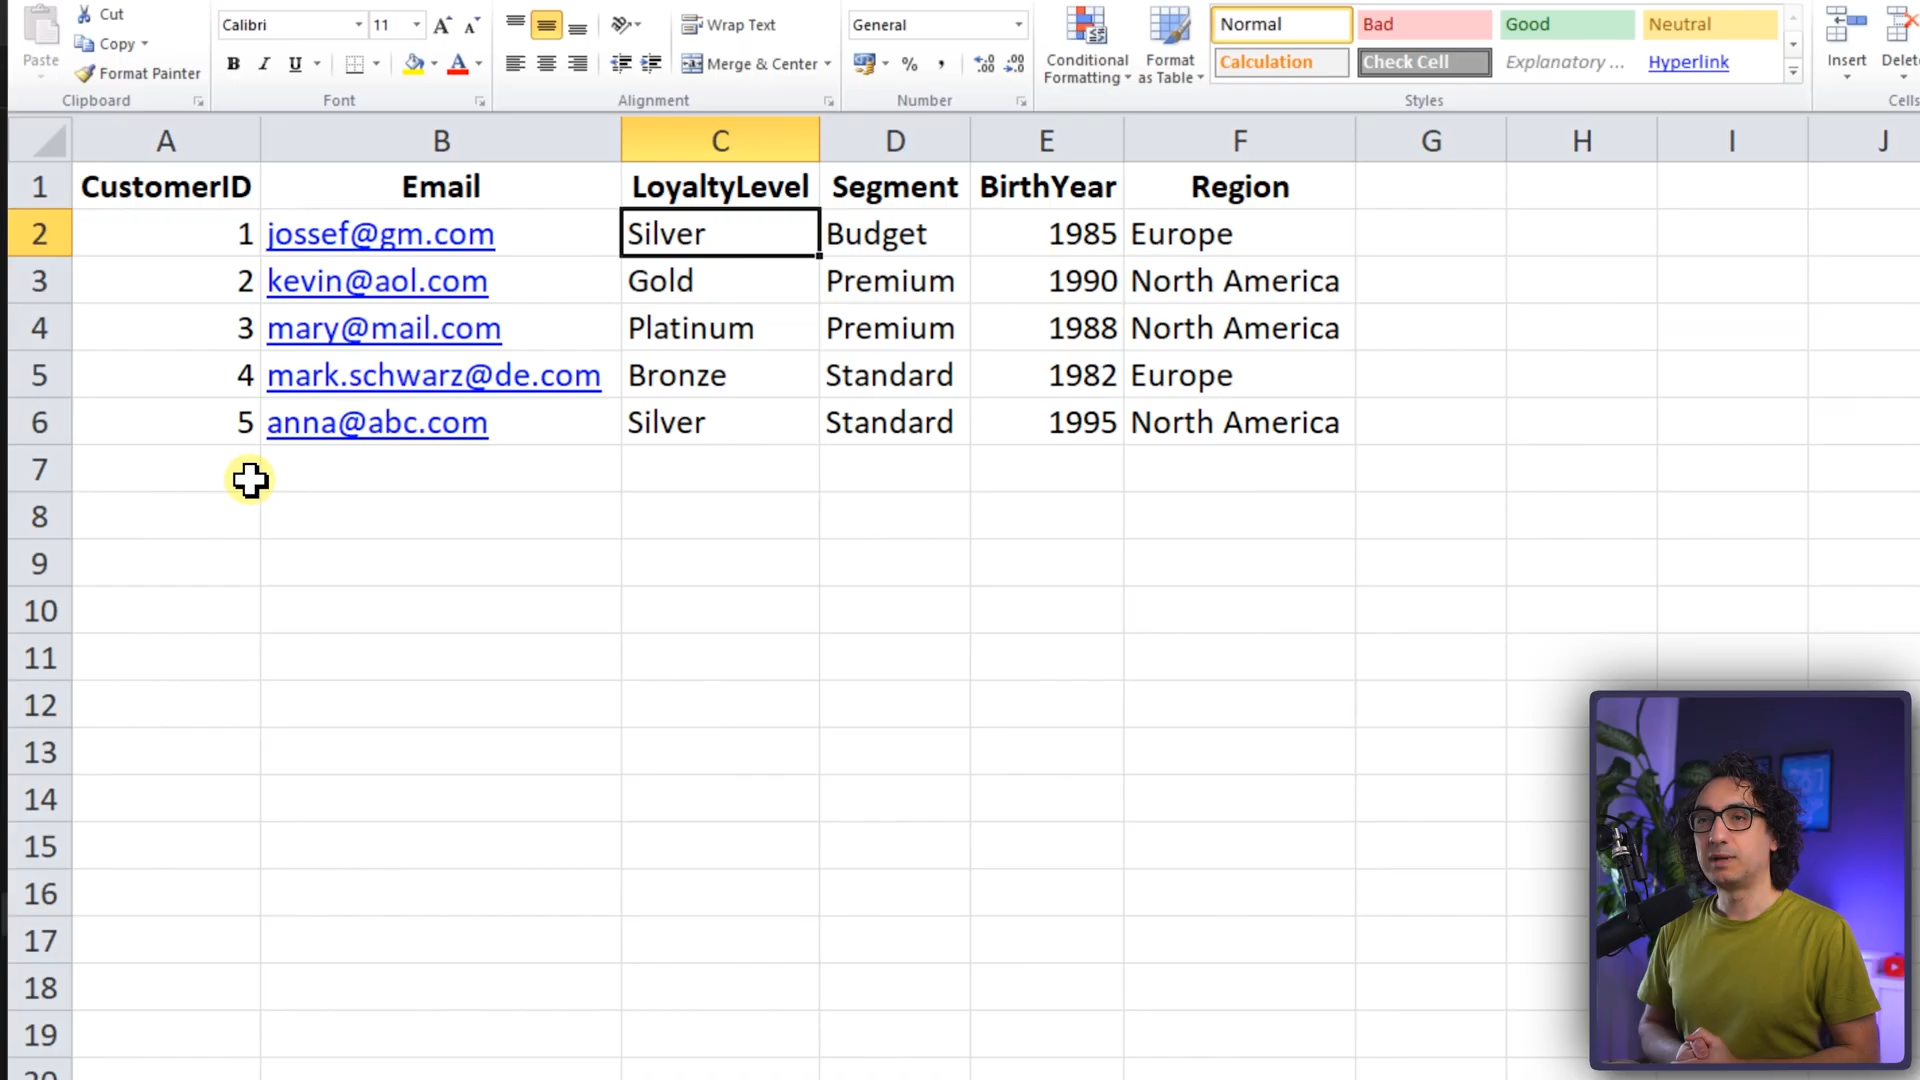 Cut
Calibri 11 Wrap Text General Normal Bad Good Neutral
Paste Copy Conditional Formatting Format as Table Insert
Format Painter B I U Merge & Center % , Calculation Check Cell Explanatory ... Hyperlink
Clipboard Font Alignment Number Styles Cells
A B C D E F G H I J
1 CustomerID Email LoyaltyLevel Segment BirthYear Region
2 1 jossef@gm.com Silver Budget 1985 Europe
3 2 kevin@aol.com Gold Premium 1990 North America
4 3 mary@mail.com Platinum Premium 1988 North America
5 4 mark.schwarz@de.com Bronze Standard 1982 Europe
6 5 anna@abc.com Silver Standard 1995 North America
7
8
9
10
11
12
13
14
15
16
17
18
19